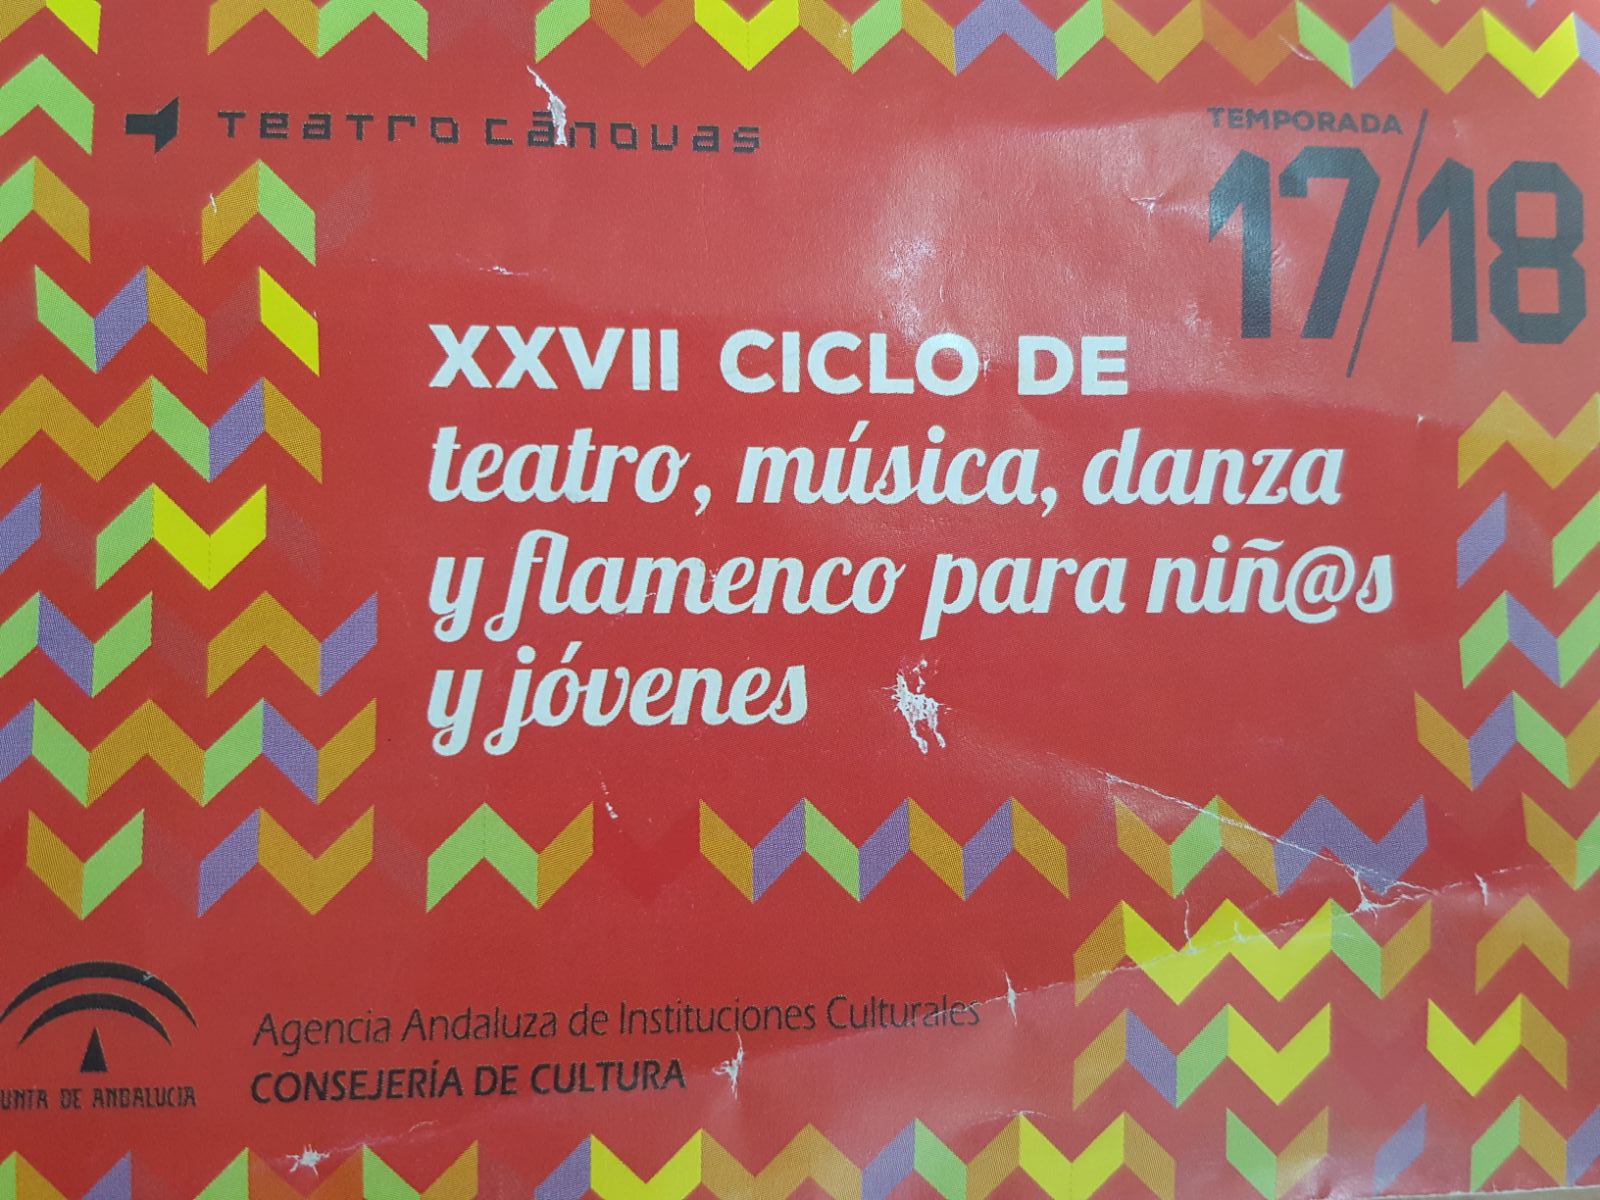 TEATRO CÁNOVAS
TEMPORADA
17/18
XXVII CICLO DE
teatro, música, danza
y flamenco para niñ@s
y jóvenes
Agencia Andaluza de Instituciones Culturales
CONSEJERÍA DE CULTURA
UNTA DE ANDALUCIA